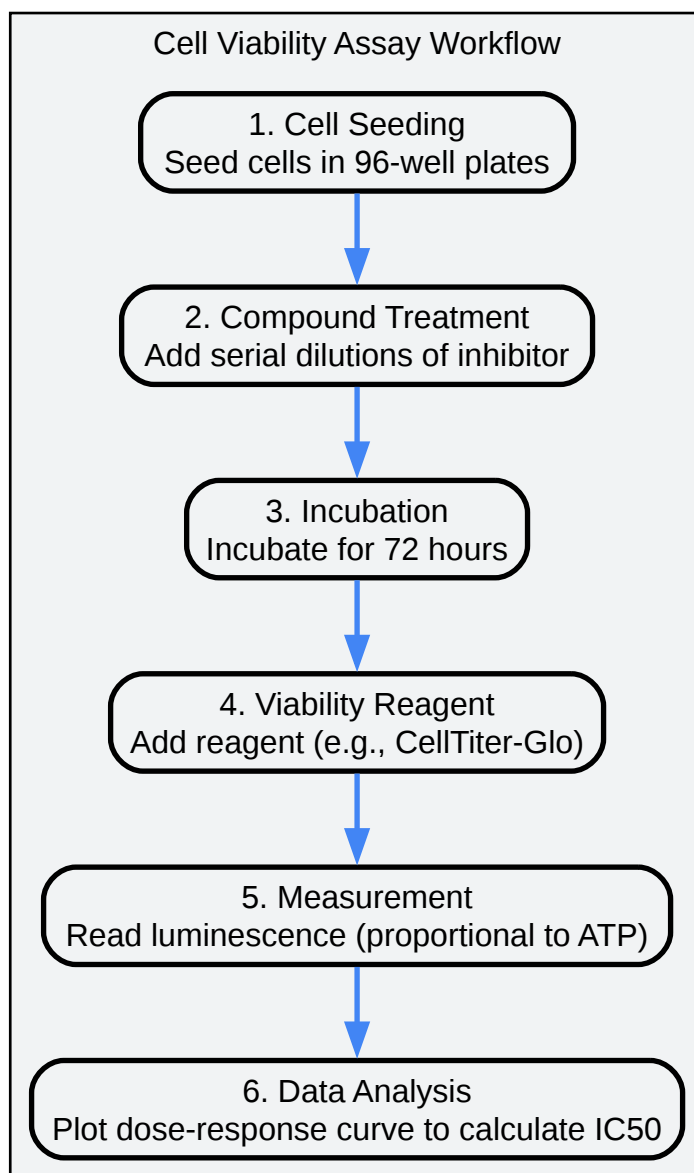 Cell Viability Assay Workflow
1. Cell Seeding
Seed cells in 96-well plates
2. Compound Treatment
Add serial dilutions of inhibitor
3. Incubation
Incubate for 72 hours
4. Viability Reagent
Add reagent (e.g., CellTiter-Glo)
5. Measurement
Read luminescence (proportional to ATP)
6. Data Analysis
Plot dose-response curve to calculate IC50